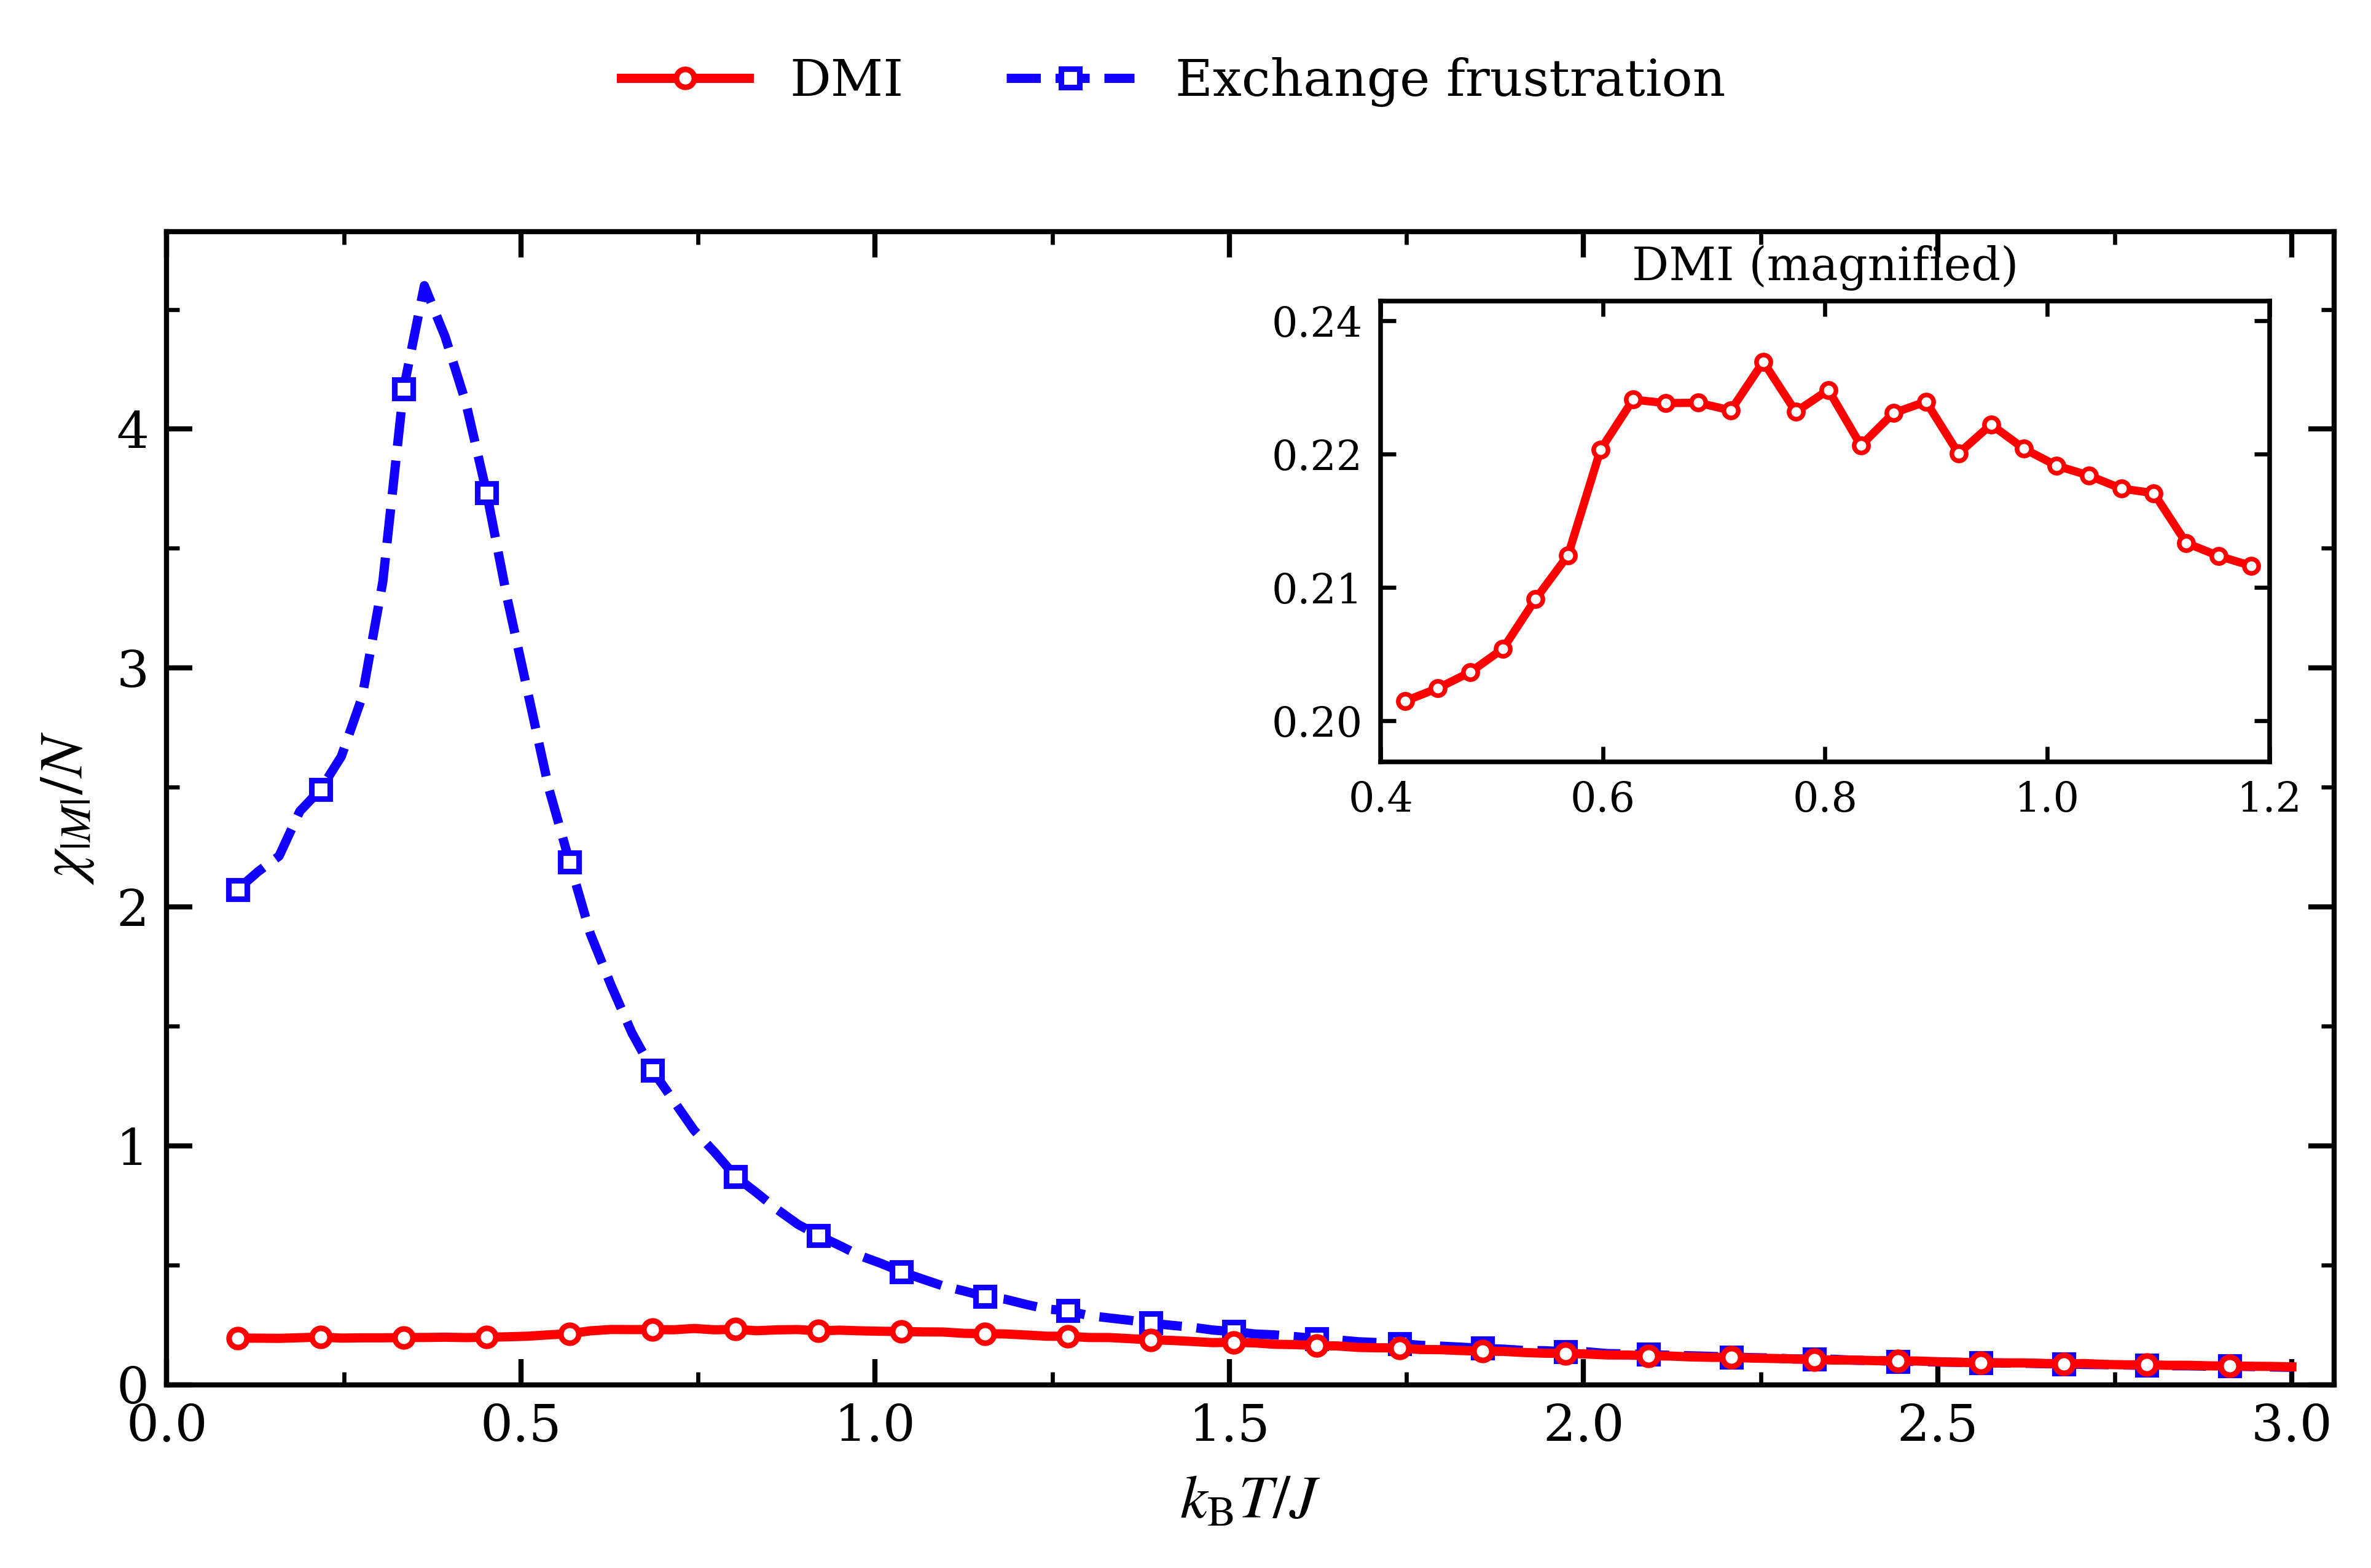 DMI
Exchange frustration
DMI (magnified)
0.24
0.22
0.21
0.20
0.4 0.6 0.8 1.0 1.2
4
3
2
1
0
0.0 0.5 1.0 1.5 2.0 2.5 3.0
χ|M|/N
kBT/J